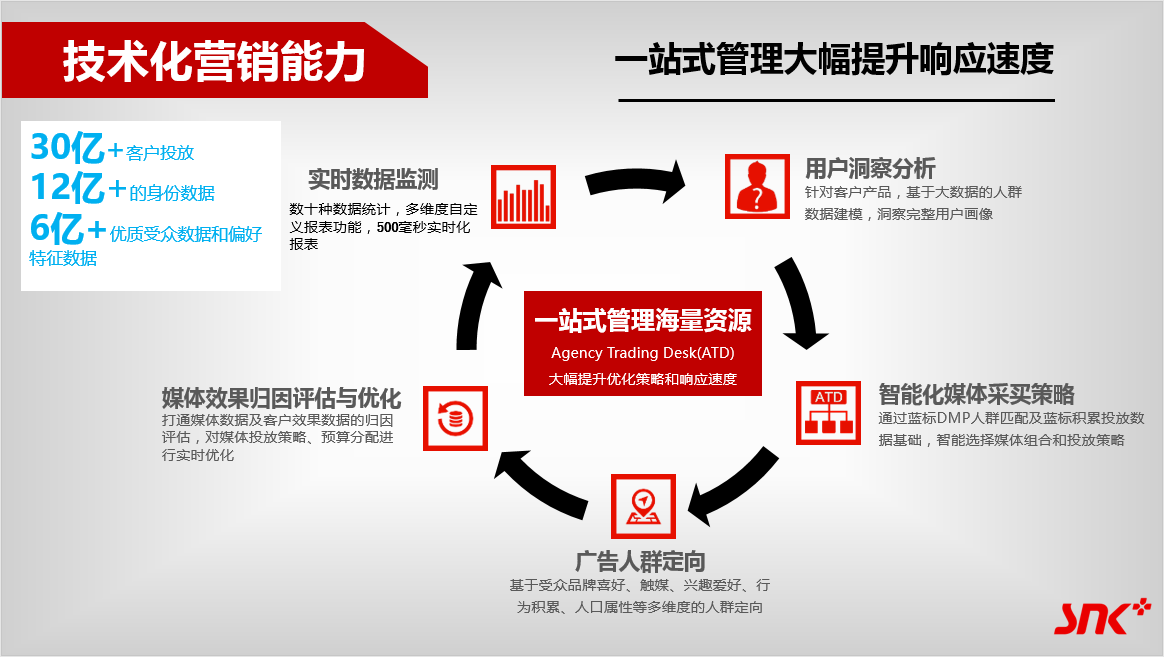 技术化营销能力
一站式管理大幅提升响应速度
30亿+客户投放
12亿+的身份数据
6亿+优质受众数据和偏好
特征数据
实时数据监测
数十种数据统计，多维度自定
义报表功能，500毫秒实时化
报表
用户洞察分析
针对客户产品，基于大数据的人群
数据建模，洞察完整用户画像
一站式管理海量资源
Agency Trading Desk(ATD)
大幅提升优化策略和响应速度
媒体效果归因评估与优化
打通媒体数据及客户效果数据的归因
评估，对媒体投放策略、预算分配进
行实时优化
ATD
智能化媒体采买策略
通过蓝标DMP人群匹配及蓝标积累投放数
据基础，智能选择媒体组合和投放策略
广告人群定向
基于受众品牌喜好、触媒、兴趣爱好、行
为积累、人口属性等多维度的人群定向
SNK